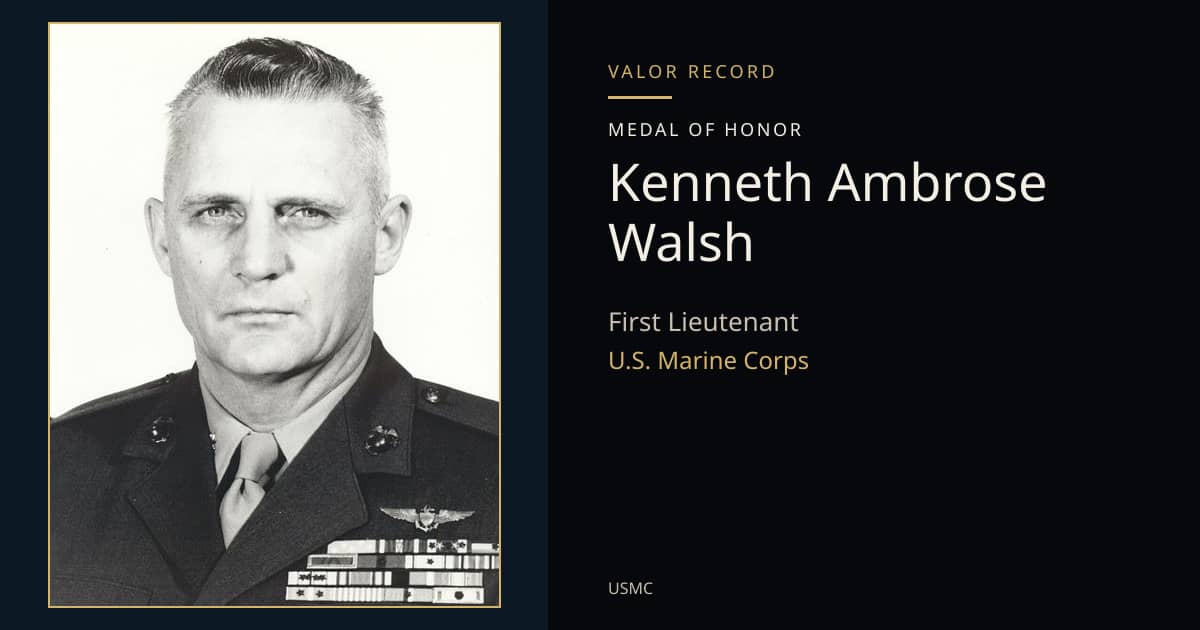 VALOR RECORD
MEDAL OF HONOR
Kenneth Ambrose
Walsh
First Lieutenant
U.S. Marine Corps
USMC